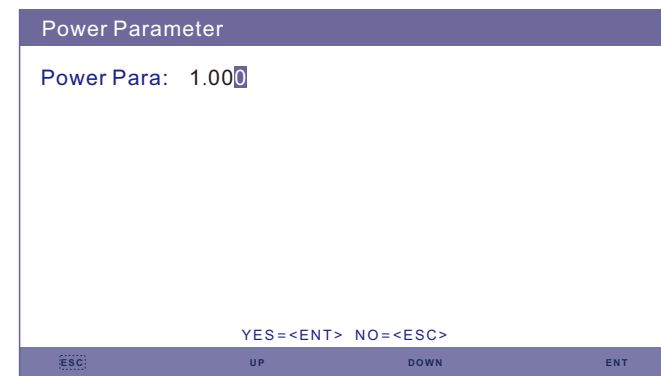 Power Parameter
Power Para: 1.000
YES=<ENT> NO=<ESC>
ESC UP DOWN ENT